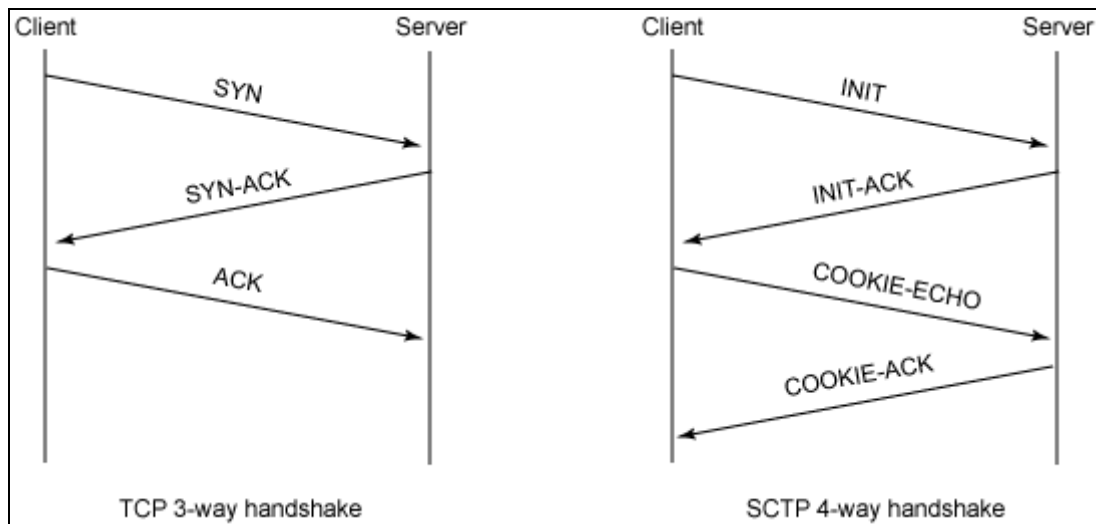 Client
Server
SYN
SYN-ACK
ACK
TCP 3-way handshake
Client
Server
INIT
INIT-ACK
COOKIE-ECHO
COOKIE-ACK
SCTP 4-way handshake